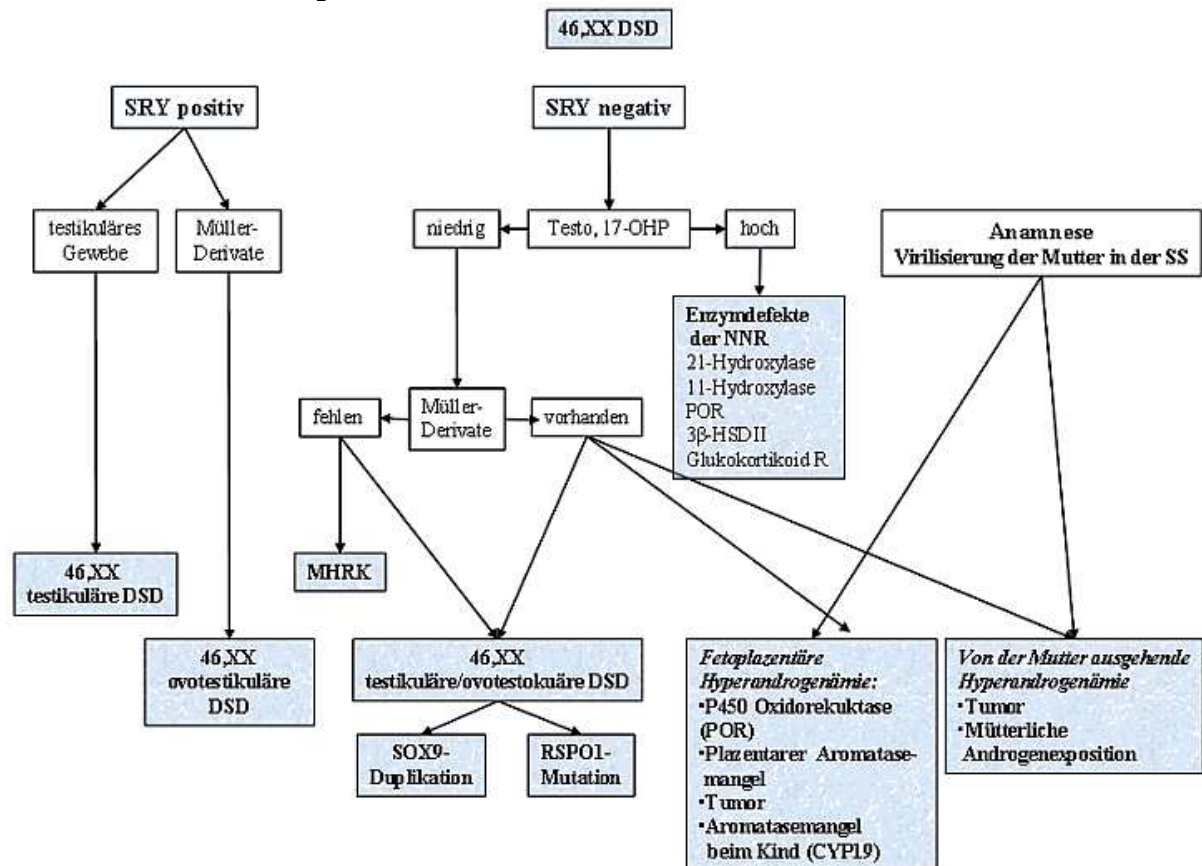 46,XX DSD
SRY positiv
SRY negativ
testikuläres
Gewebe
Müller-
Derivate
niedrig
Testo, 17-OHP
hoch
Anamnese
Virilisierung der Mutter in der SS
Enzymdefekte
der NNR
21-Hydroxylase
11-Hydroxylase
POR
3β-HSDII
Glukokortikoid R
fehlen
Müller-
Derivate
vorhanden
46,XX
testikuläre DSD
MHRK
46,XX
ovotestikuläre
DSD
46,XX
testikuläre/ovotestokuäre DSD
SOX9-
Duplikation
RSPO1-
Mutation
Fetoplazentäre
Hyperandrogenämie:
•P450 Oxidorekuktase
(POR)
•Plazentarer Aromatase-
mangel
•Tumor
•Aromatasemangel
beim Kind (CYP19)
Von der Mutter ausgehende
Hyperandrogenämie
•Tumor
•Mütterliche
Androgenexposition